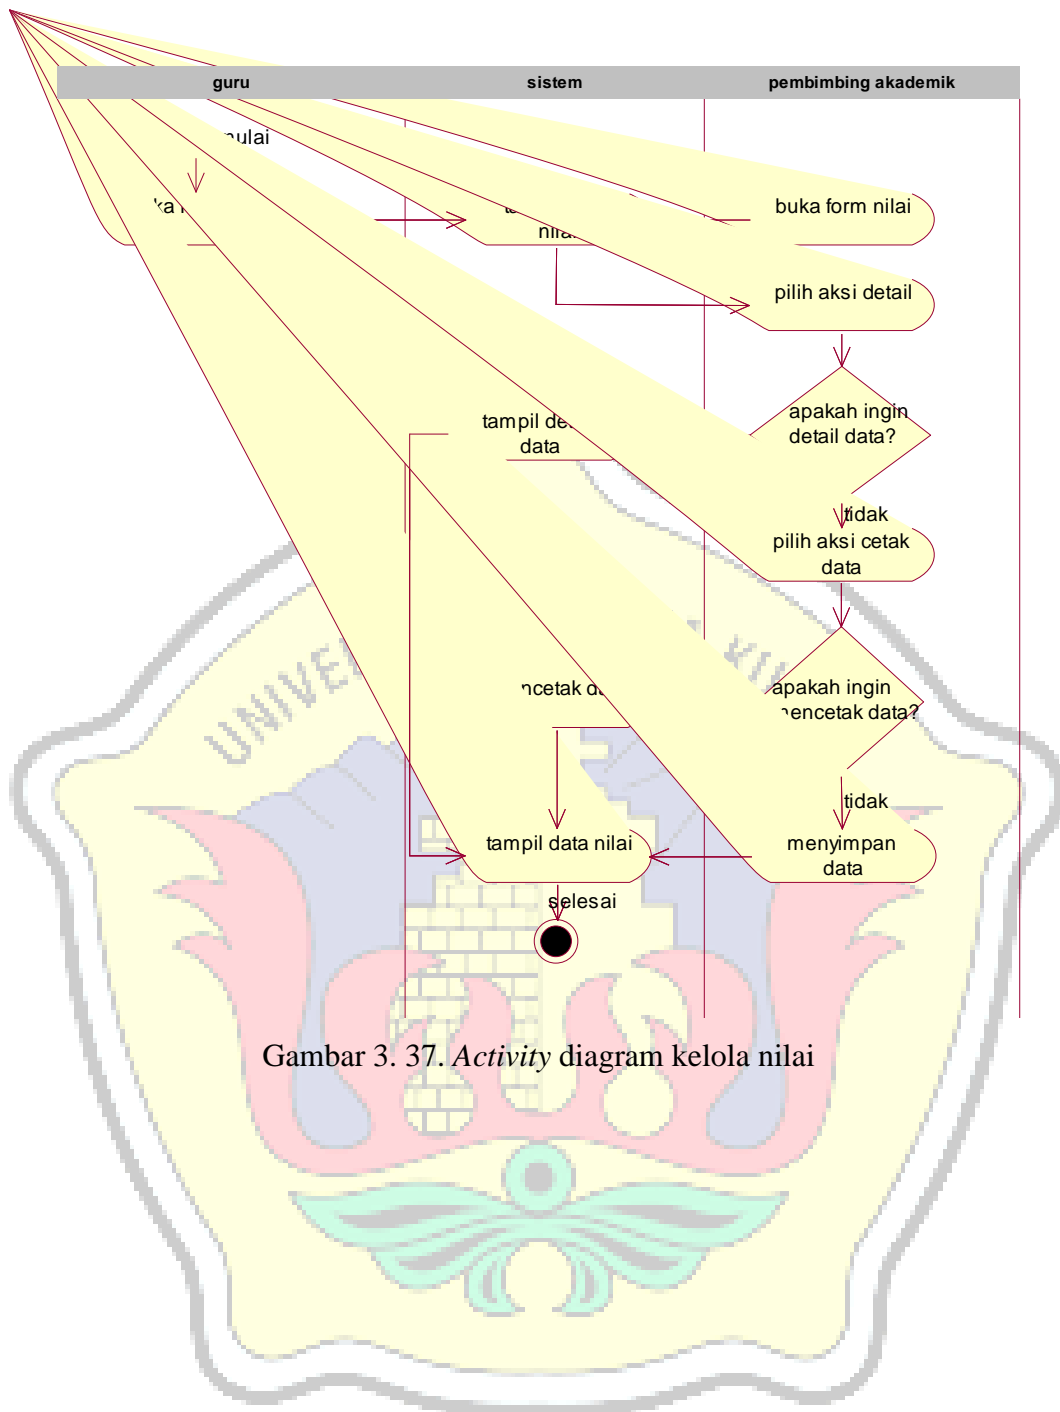 guru sistem pembimbing akademik
buka form nilai
pilih aksi detail
apakah ingin
detail data?
tampil
data
tidak
pilih aksi cetak
data
apakah ingin
data?
tidak
tampil data nilai
menyimpan
data
selesai
Gambar 3. 37. Activity diagram kelola nilai